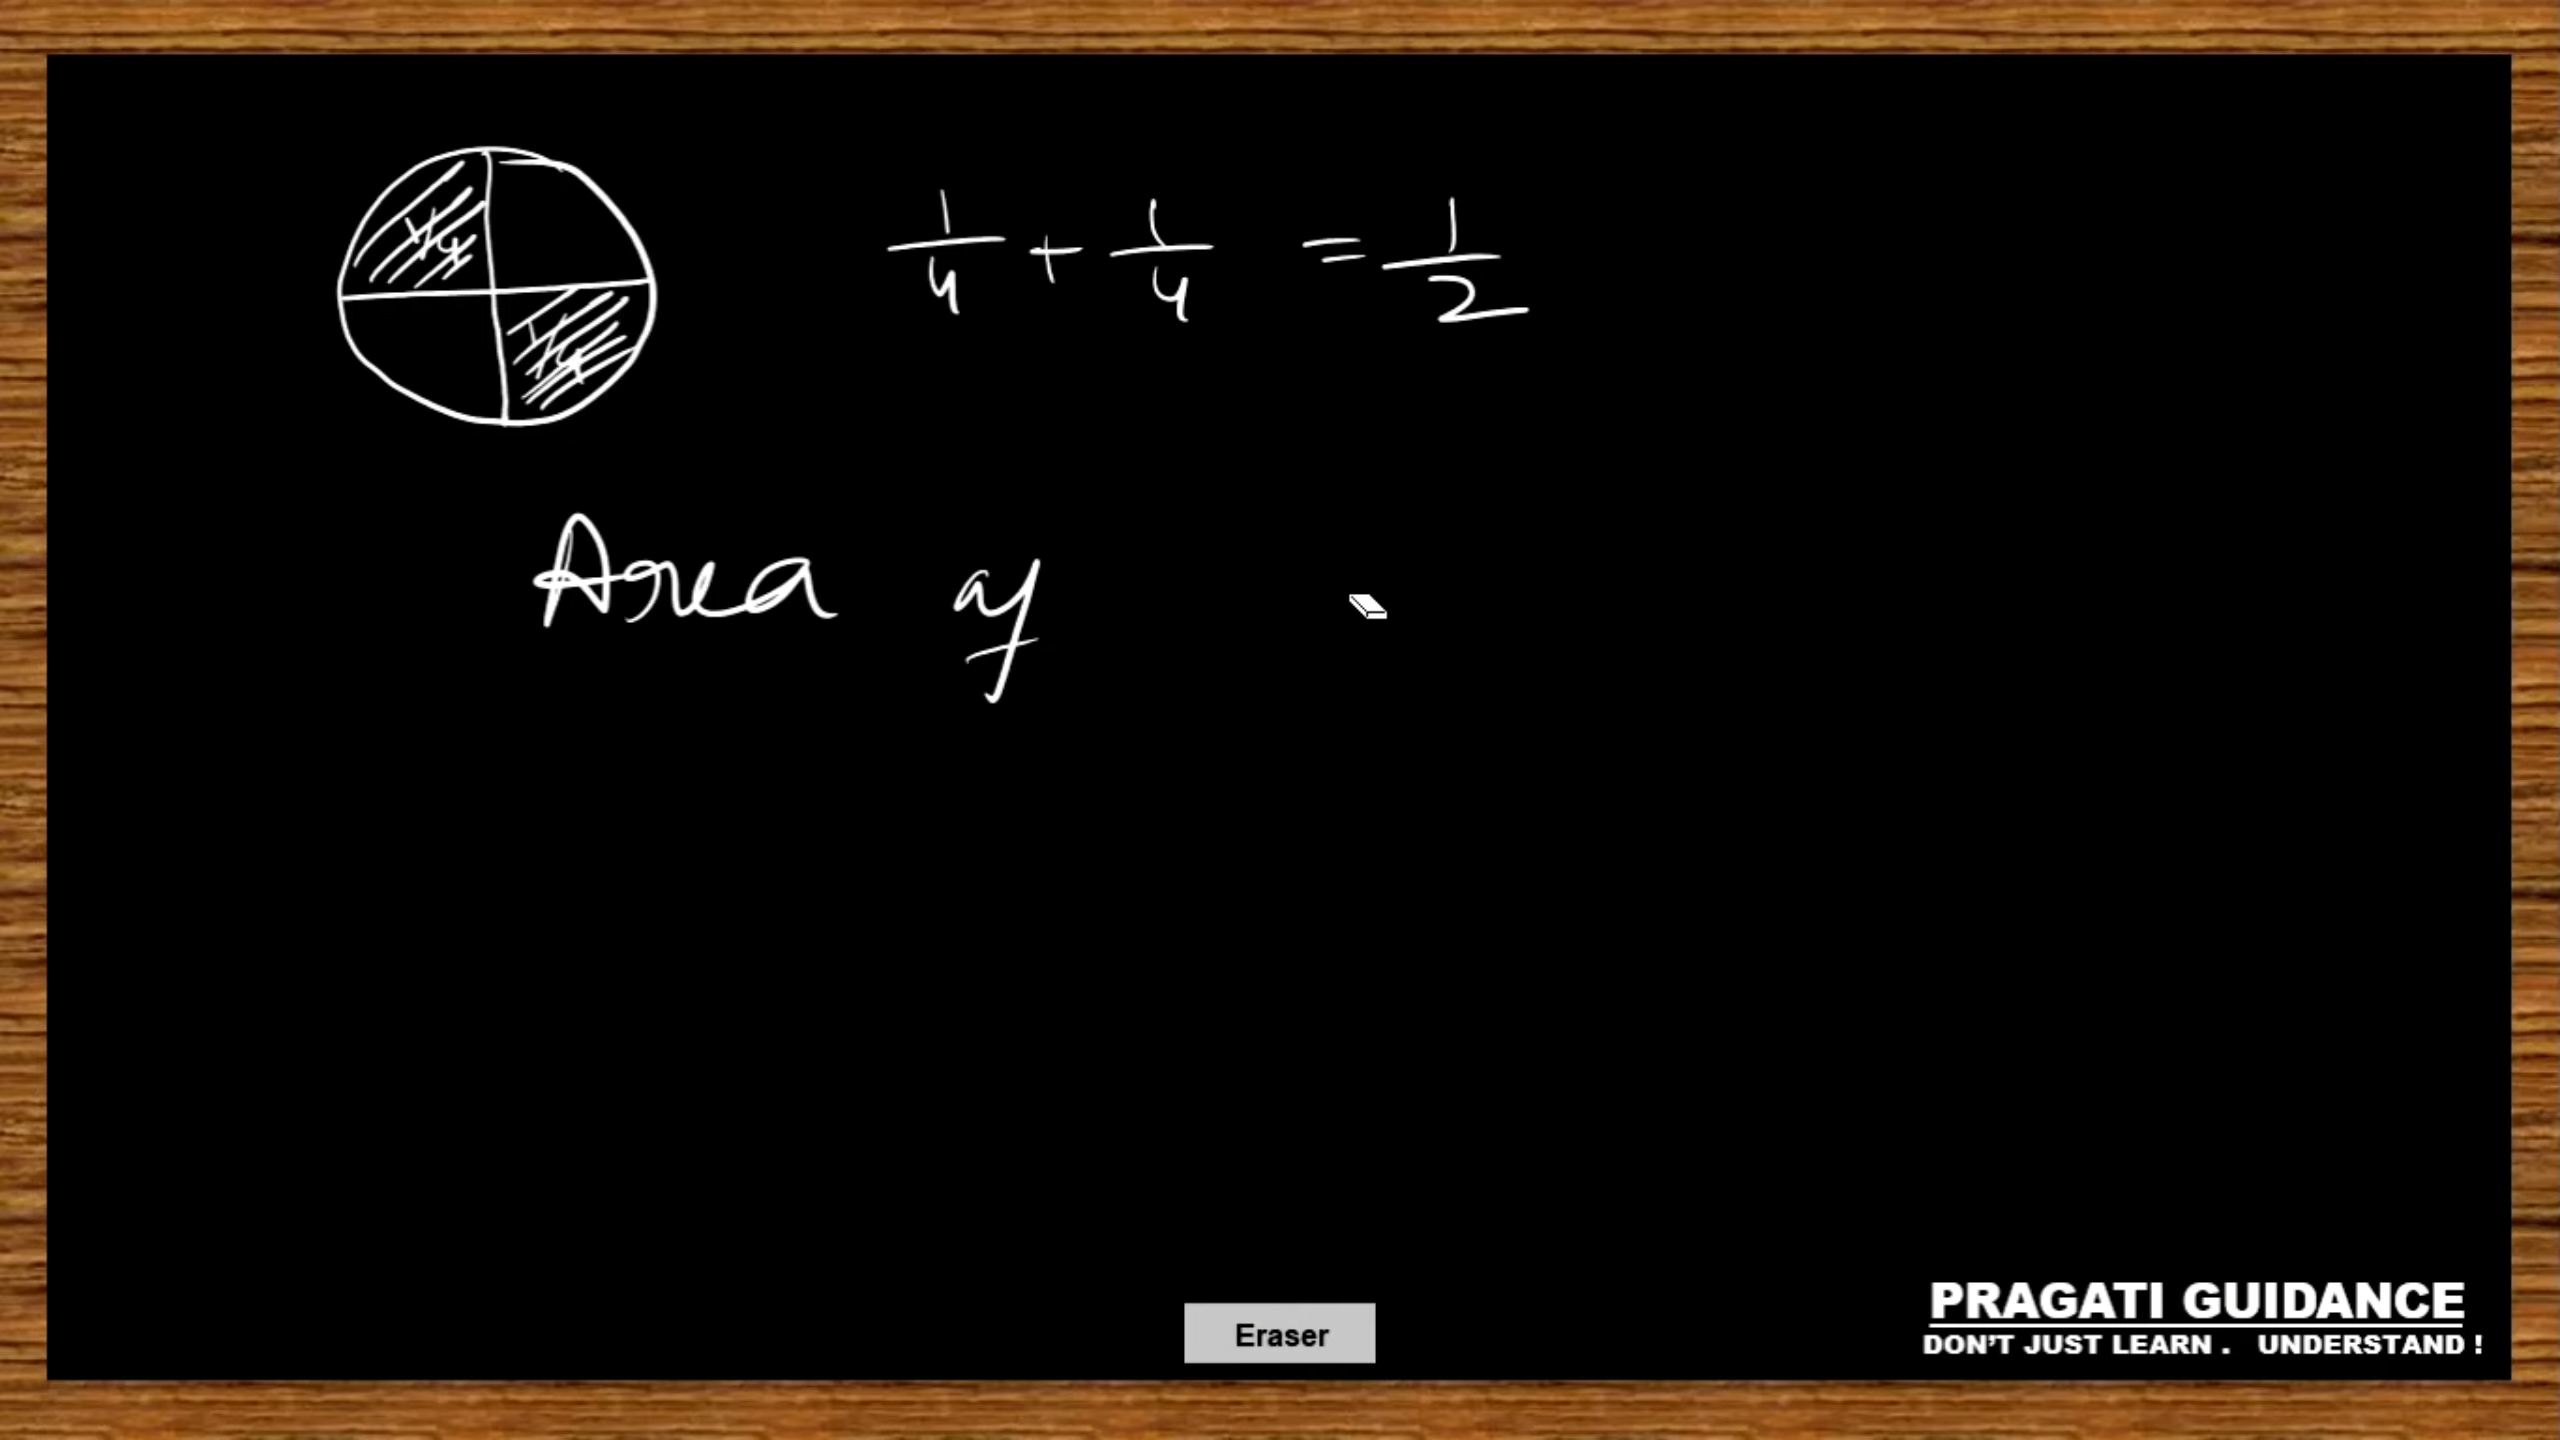 1/4
1/4
1/4 + 1/4 = 1/2
Area of
Eraser
PRAGATI GUIDANCE
DON'T JUST LEARN . UNDERSTAND !